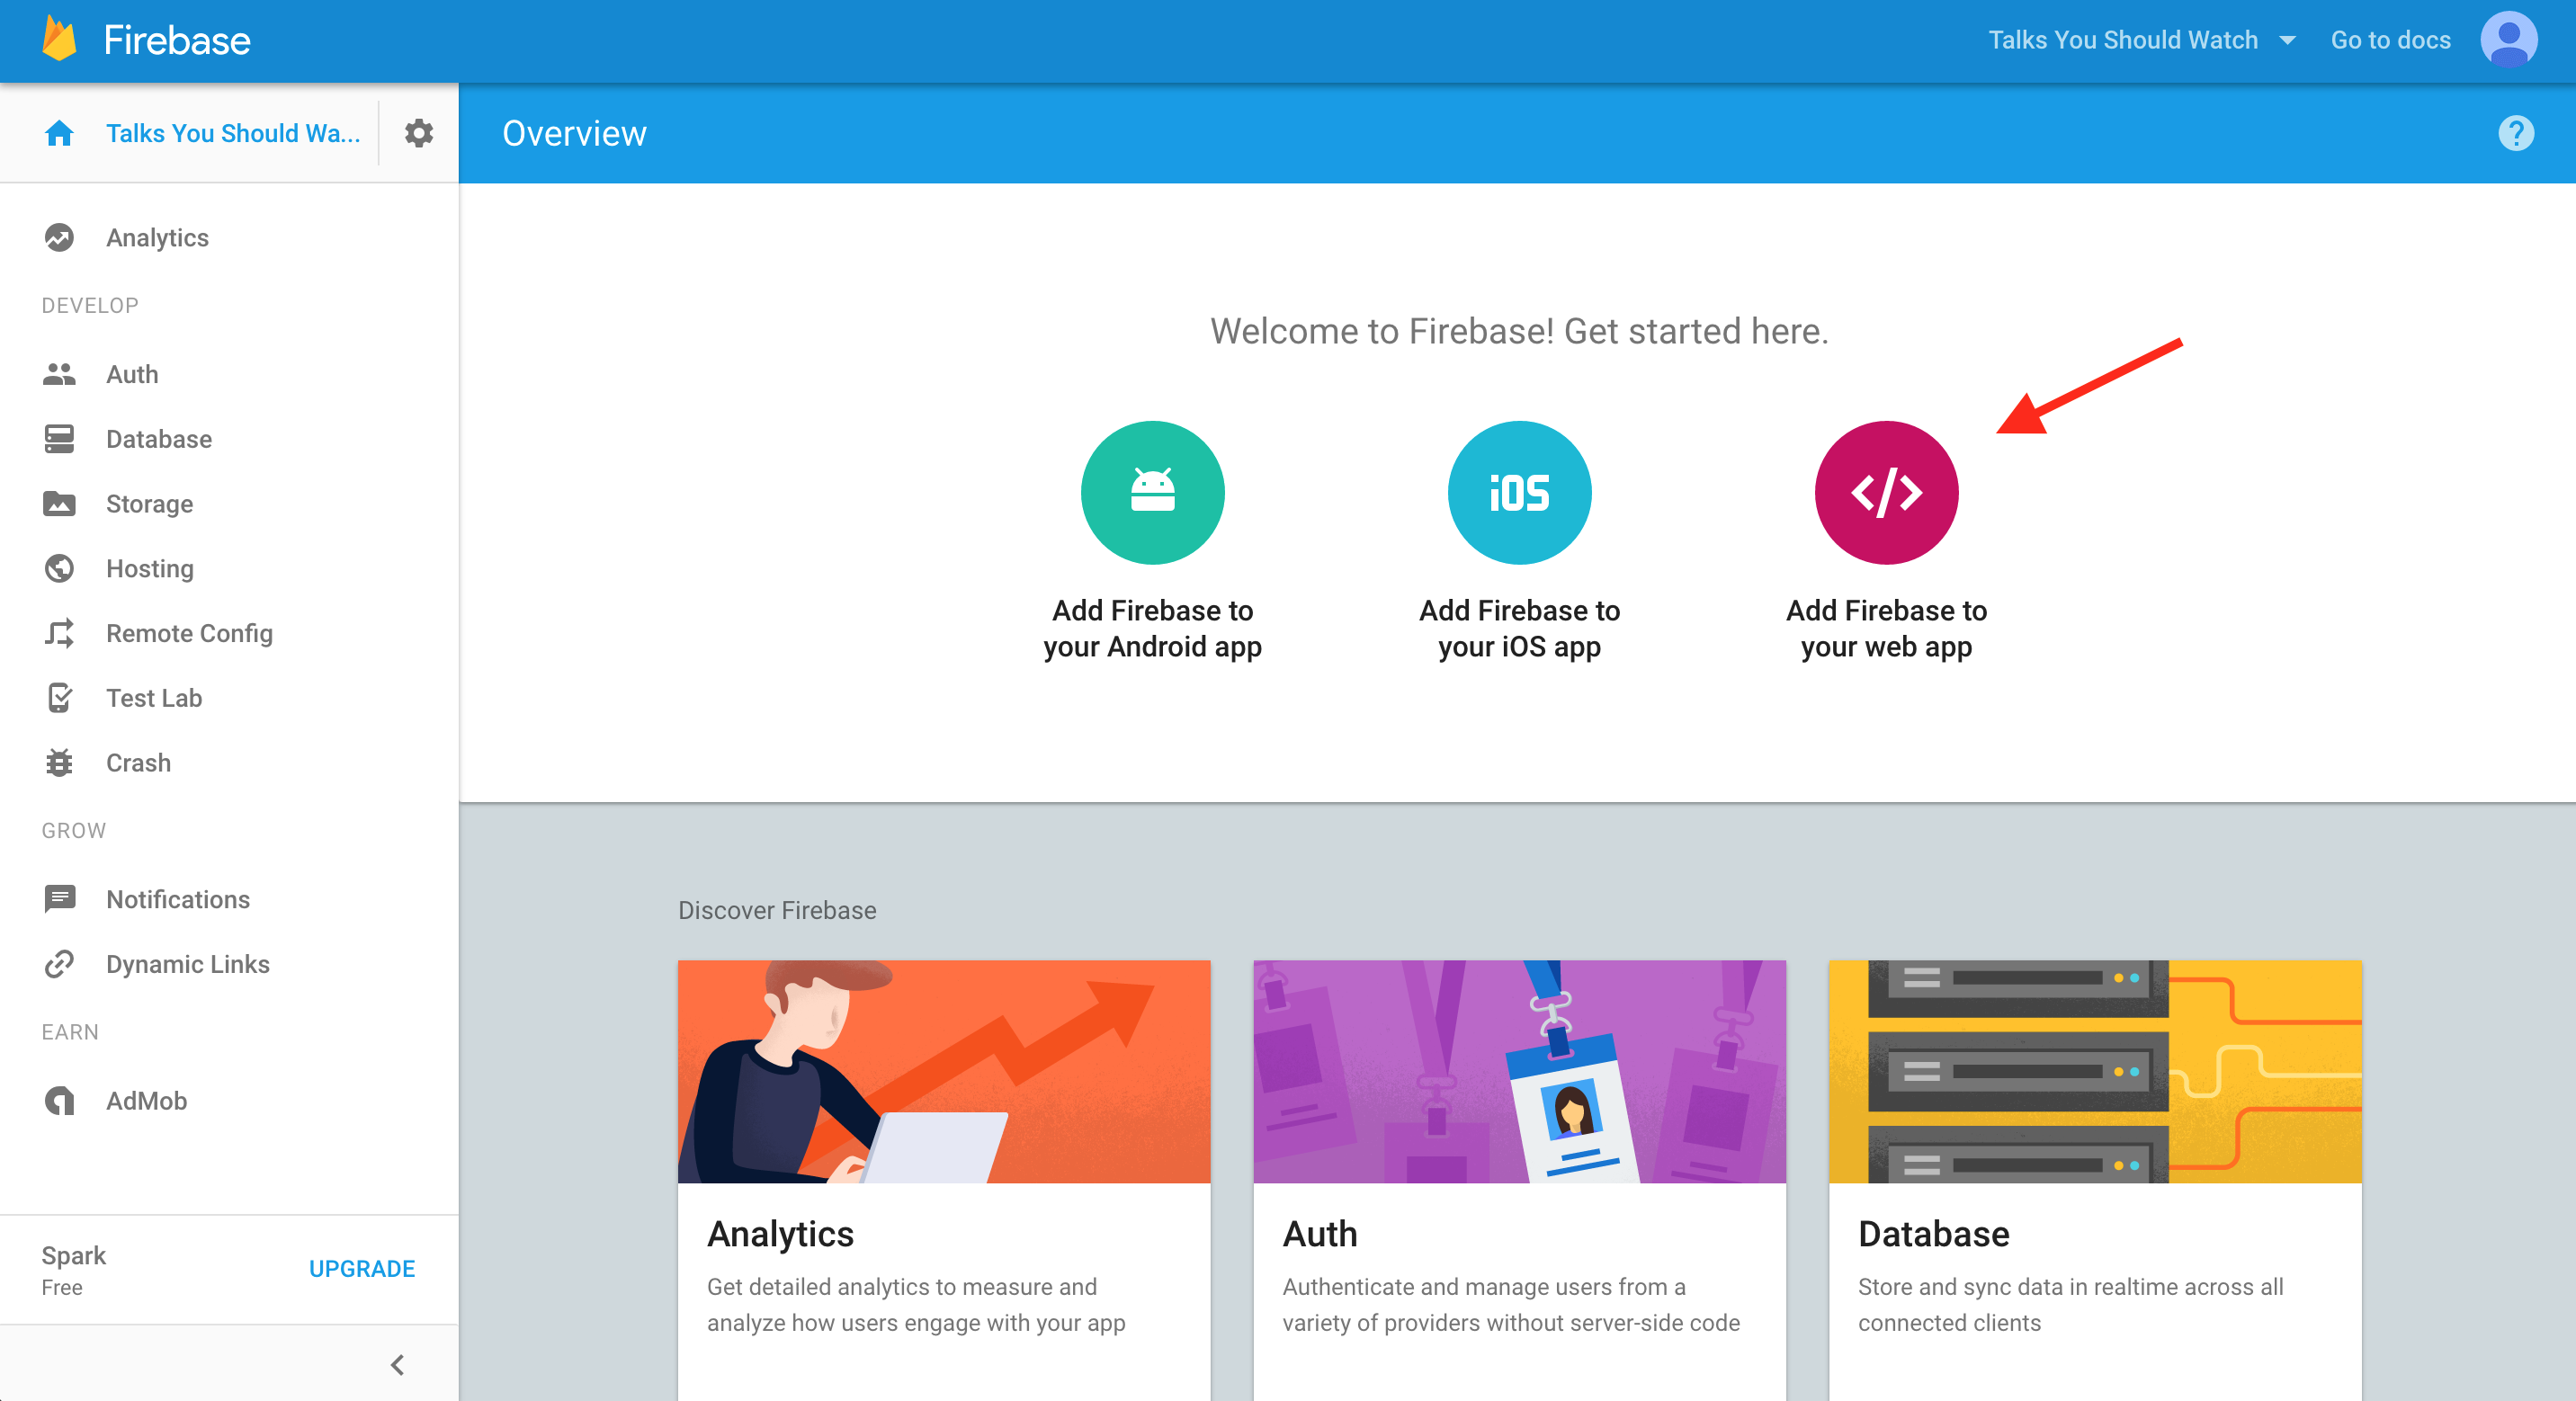 Firebase
Talks You Should Watch
Go to docs
Talks You Should Wa...
Overview
?
Analytics
DEVELOP
Auth
Database
Storage
Hosting
Remote Config
Test Lab
Crash
GROW
Notifications
Dynamic Links
EARN
AdMob
Spark
Free
UPGRADE
Welcome to Firebase! Get started here.
iOS
</>
Add Firebase to
your Android app
Add Firebase to
your iOS app
Add Firebase to
your web app
Discover Firebase
Analytics
Get detailed analytics to measure and
analyze how users engage with your app
Auth
Authenticate and manage users from a
variety of providers without server-side code
Database
Store and sync data in realtime across all
connected clients